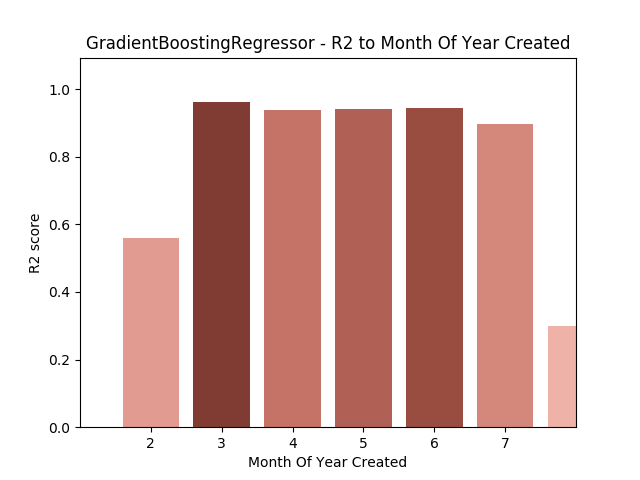 GradientBoostingRegressor - R2 to Month Of Year Created
1.0
0.8
0.6
0.4
0.2
0.0
R2 score
2 3 4 5 6 7
Month Of Year Created